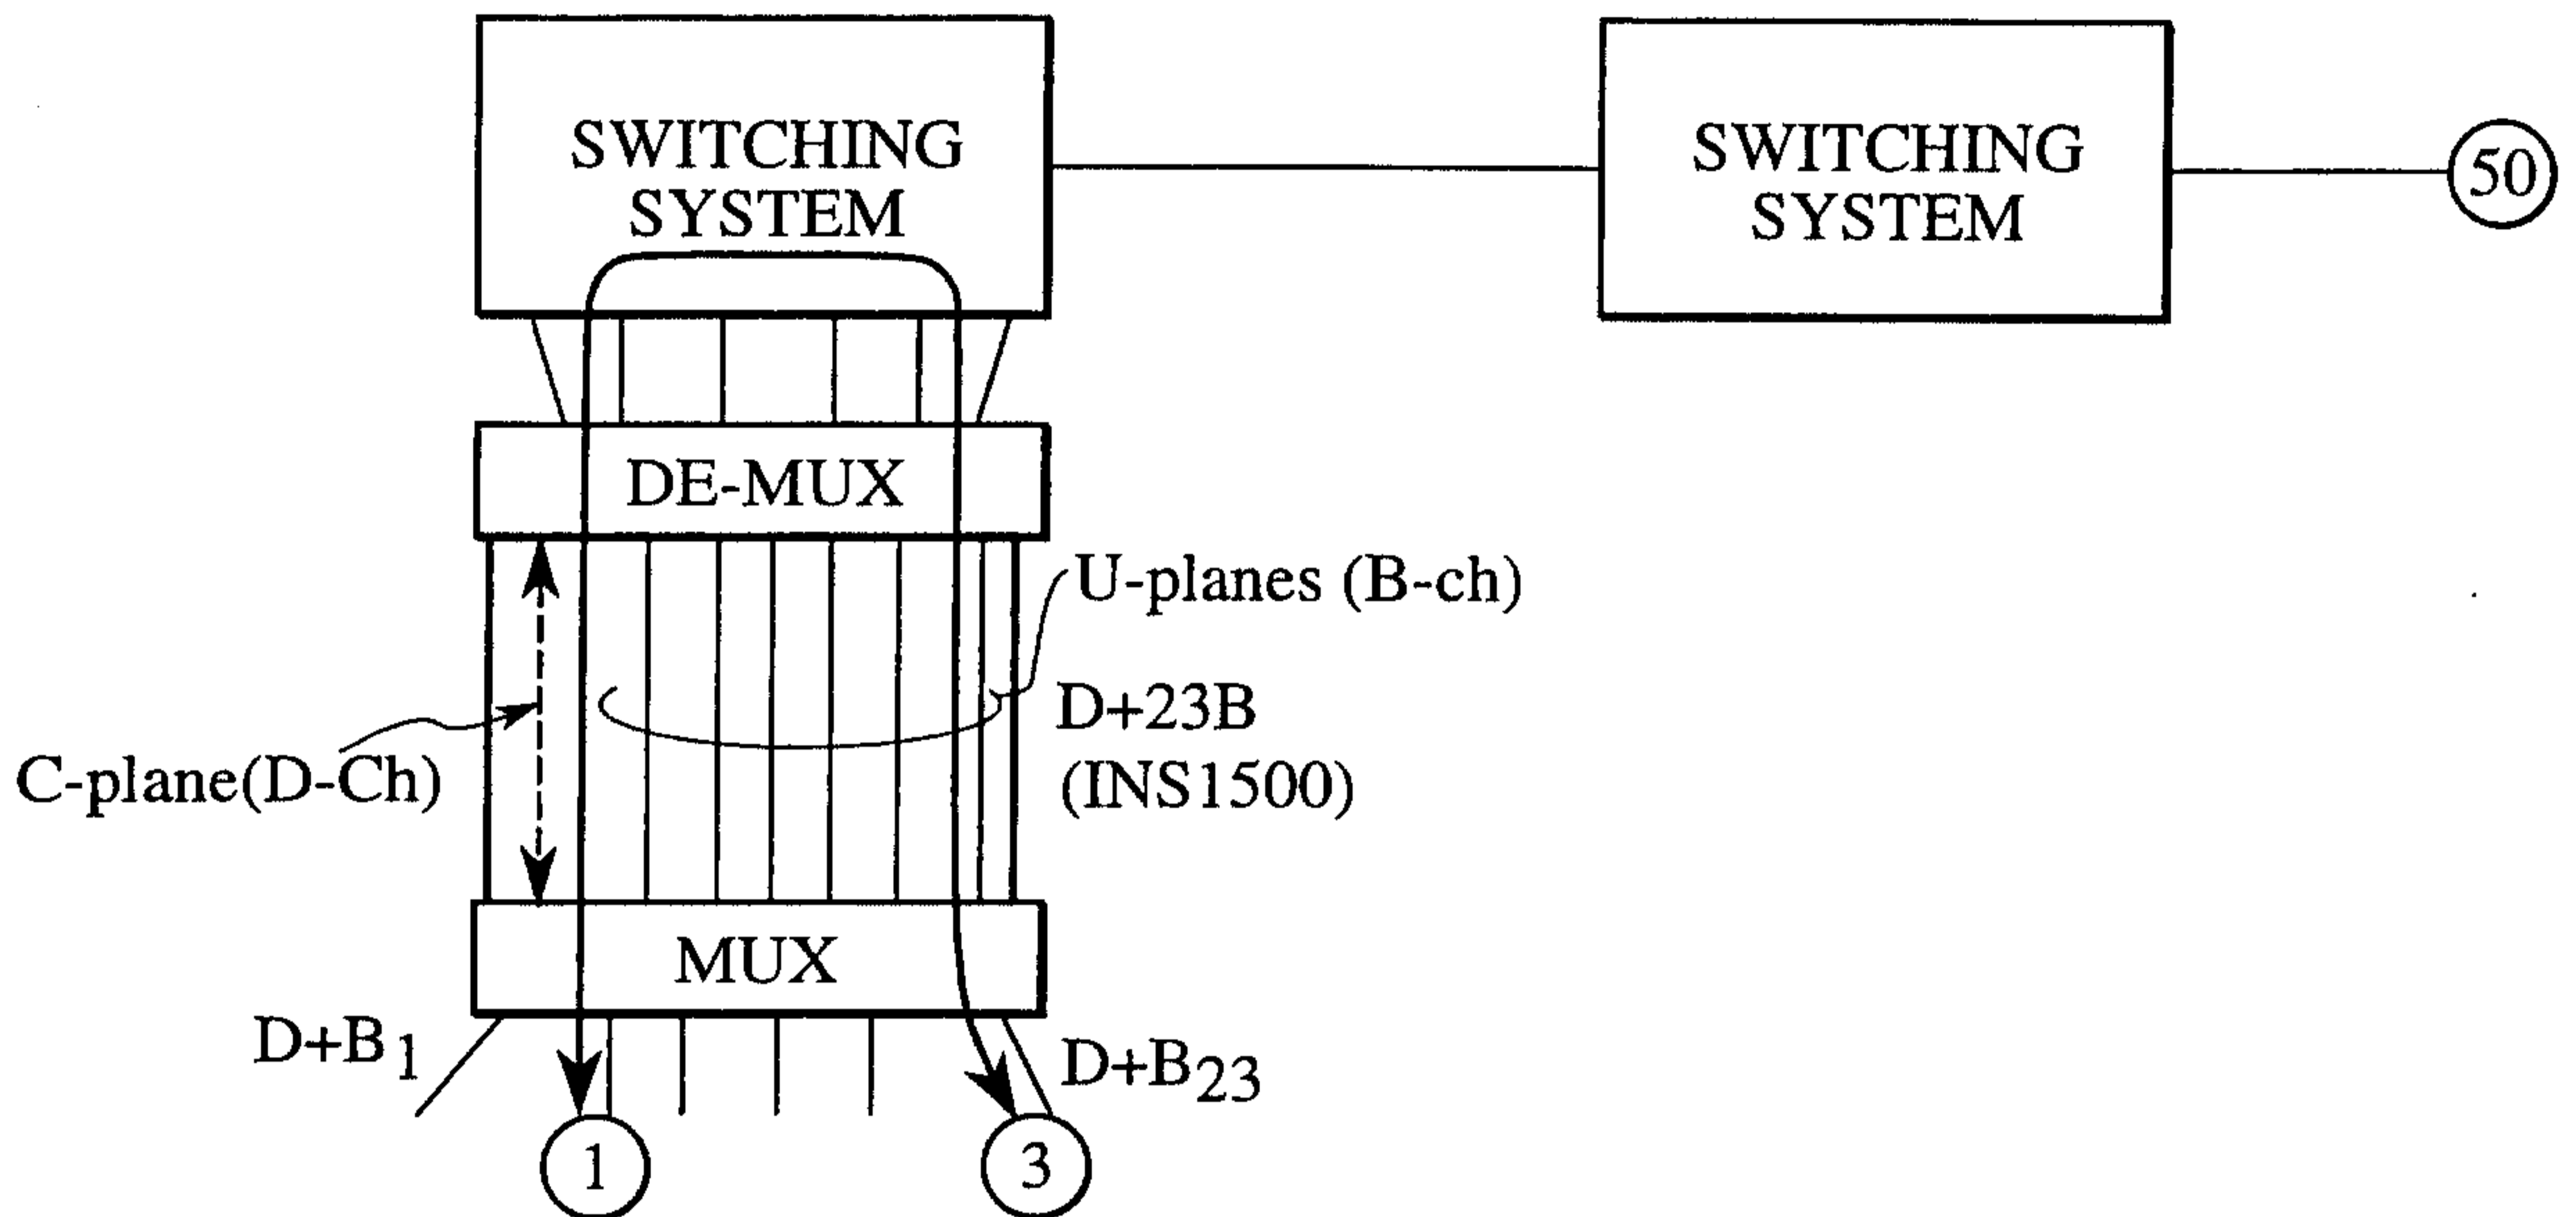 SWITCHING
SYSTEM
SWITCHING
SYSTEM
50
DE-MUX
U-planes (B-ch)
D+23B
(INS1500)
C-plane(D-Ch)
MUX
D+B1
D+B23
1
3